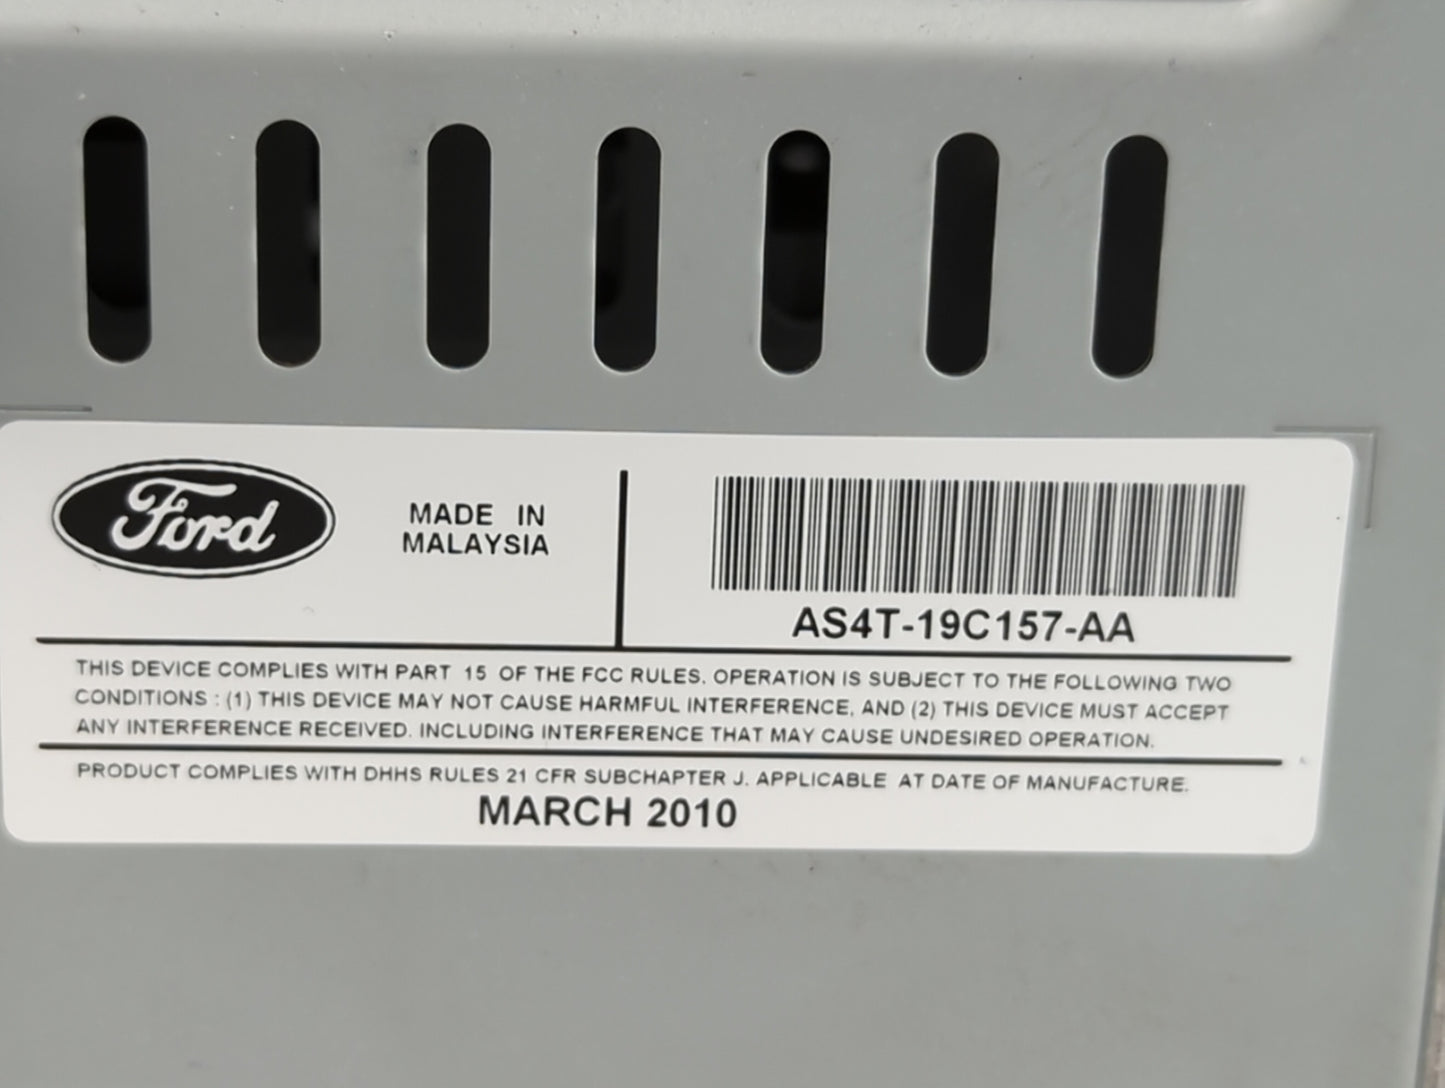 Ford
MADE IN
MALAYSIA
AS4T-19C157-AA
THIS DEVICE COMPLIES WITH PART 15 OF THE FCC RULES. OPERATION IS SUBJECT TO THE FOLLOWING TWO
CONDITIONS : (1) THIS DEVICE MAY NOT CAUSE HARMFUL INTERFERENCE, AND (2) THIS DEVICE MUST ACCEPT
ANY INTERFERENCE RECEIVED. INCLUDING INTERFERENCE THAT MAY CAUSE UNDESIRED OPERATION.
PRODUCT COMPLIES WITH DHHS RULES 21 CFR SUBCHAPTER J. APPLICABLE AT DATE OF MANUFACTURE.
MARCH 2010